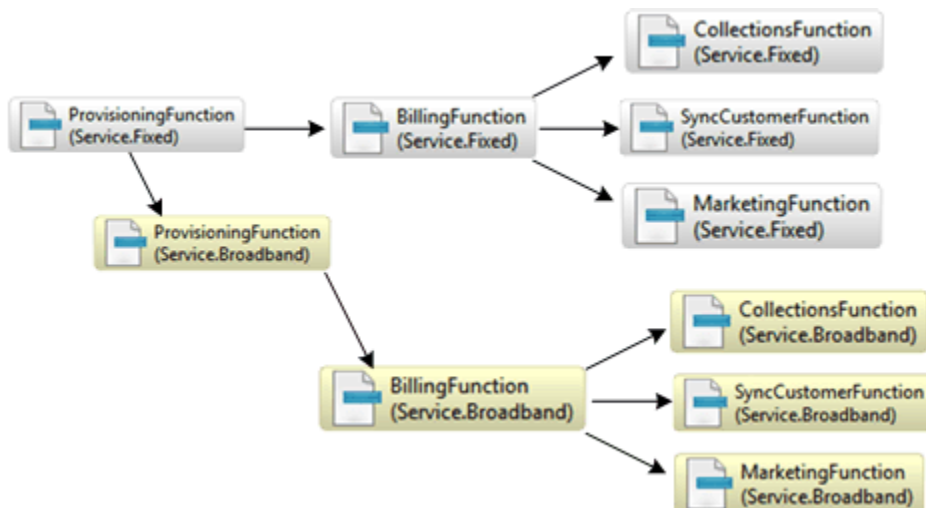 CollectionsFunction
(Service.Fixed)
ProvisioningFunction
(Service.Fixed)
BillingFunction
(Service.Fixed)
SyncCustomerFunction
(Service.Fixed)
MarketingFunction
(Service.Fixed)
ProvisioningFunction
(Service.Broadband)
CollectionsFunction
(Service.Broadband)
BillingFunction
(Service.Broadband)
SyncCustomerFunction
(Service.Broadband)
MarketingFunction
(Service.Broadband)